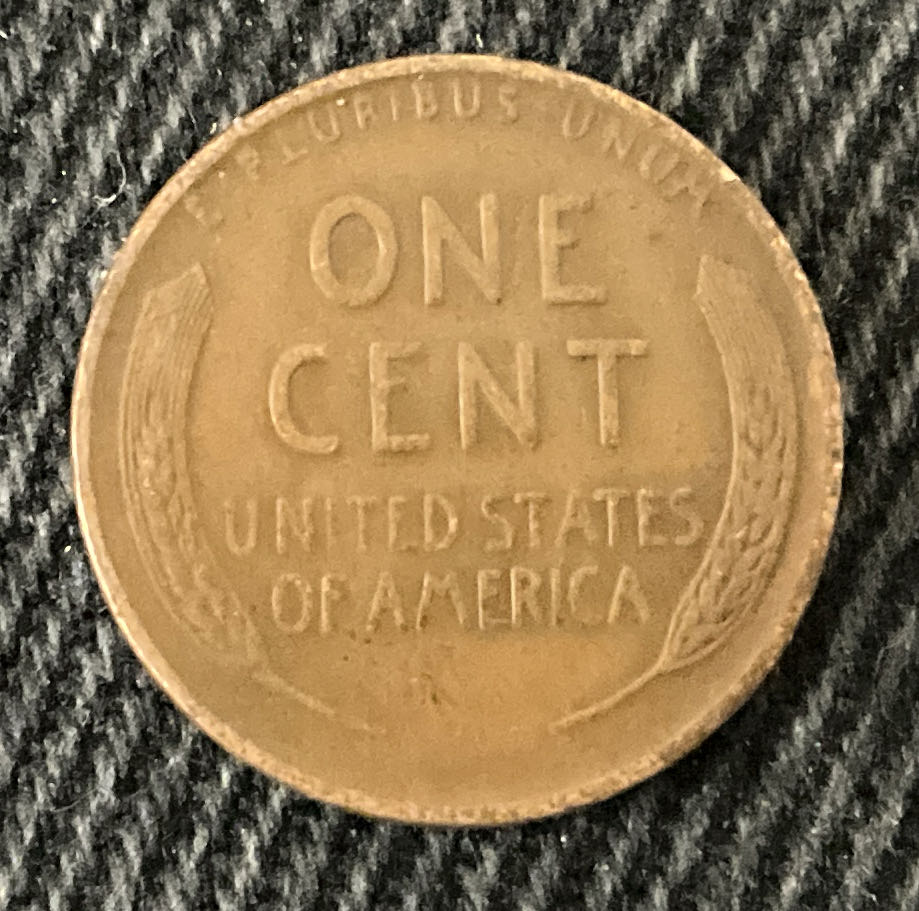 E PLURIBUS UNUM
ONE
CENT
UNITED STATES
OF AMERICA